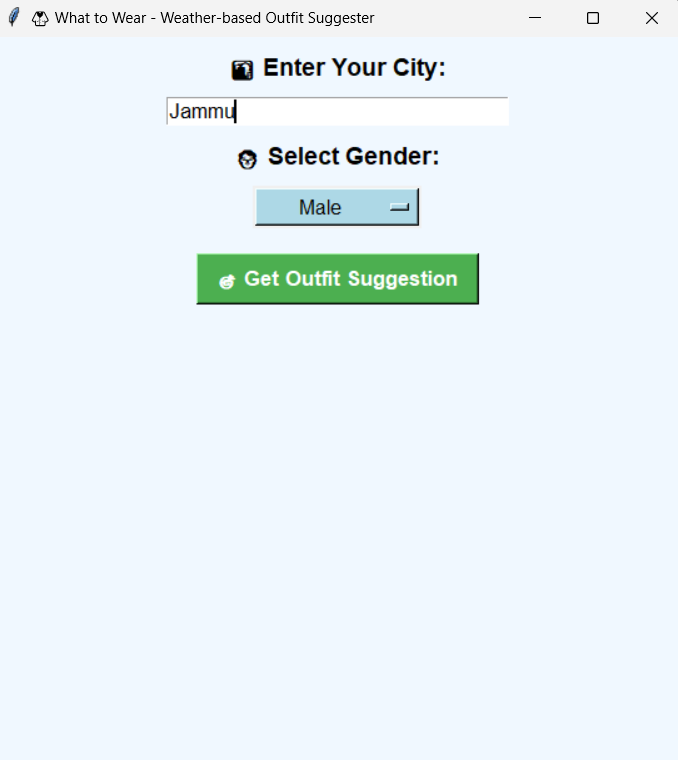 What to Wear - Weather-based Outfit Suggester
Enter Your City:
Jammu
Select Gender:
Male
Get Outfit Suggestion